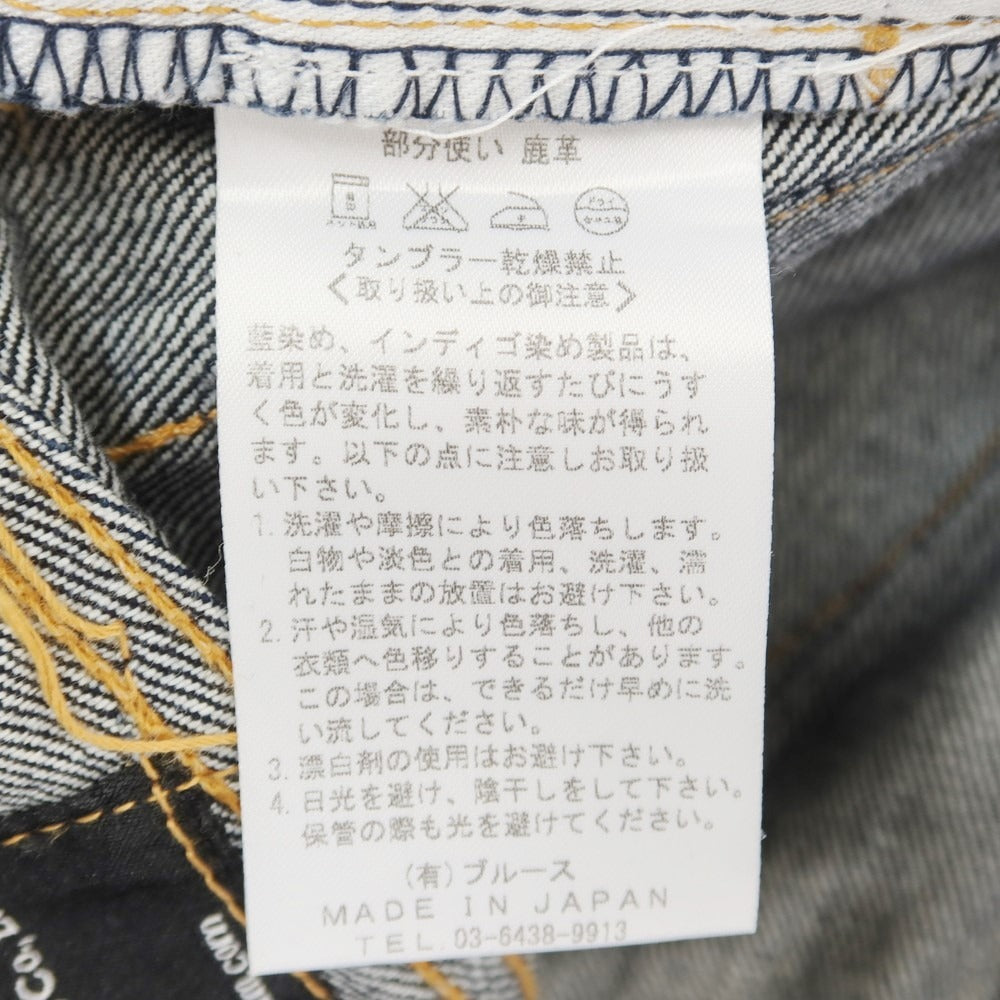 部分使い 鹿革
ドライ
タンブラー乾燥禁止
〈取り扱い上の御注意〉
藍染め、インディゴ染め製品は、
着用と洗濯を繰り返すたびにうす
く色が変化し、素朴な味が得られ
ます。以下の点に注意しお取り扱
い下さい。
1. 洗濯や摩擦により色落ちします。
白物や淡色との着用、洗濯、濡
れたままの放置はお避け下さい。
2. 汗や湿気により色落ちし、他の
衣類へ色移りすることがあります。
この場合は、できるだけ早めに洗
い流してください。
3. 漂白剤の使用はお避け下さい。
4. 日光を避け、陰干しをして下さい。
保管の際も光を避けてください。
(有)ブルース
MADE IN JAPAN
TEL.03-6438-9913
Co.,
com